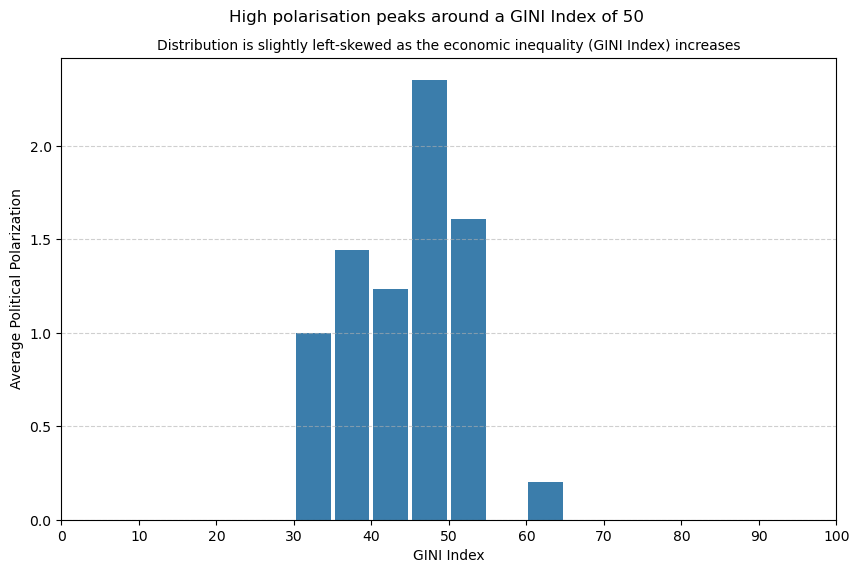 High polarisation peaks around a GINI Index of 50
Distribution is slightly left-skewed as the economic inequality (GINI Index) increases
Average Political Polarization
2.0
1.5
1.0
0.5
0.0
0 10 20 30 40 50 60 70 80 90 100
GINI Index